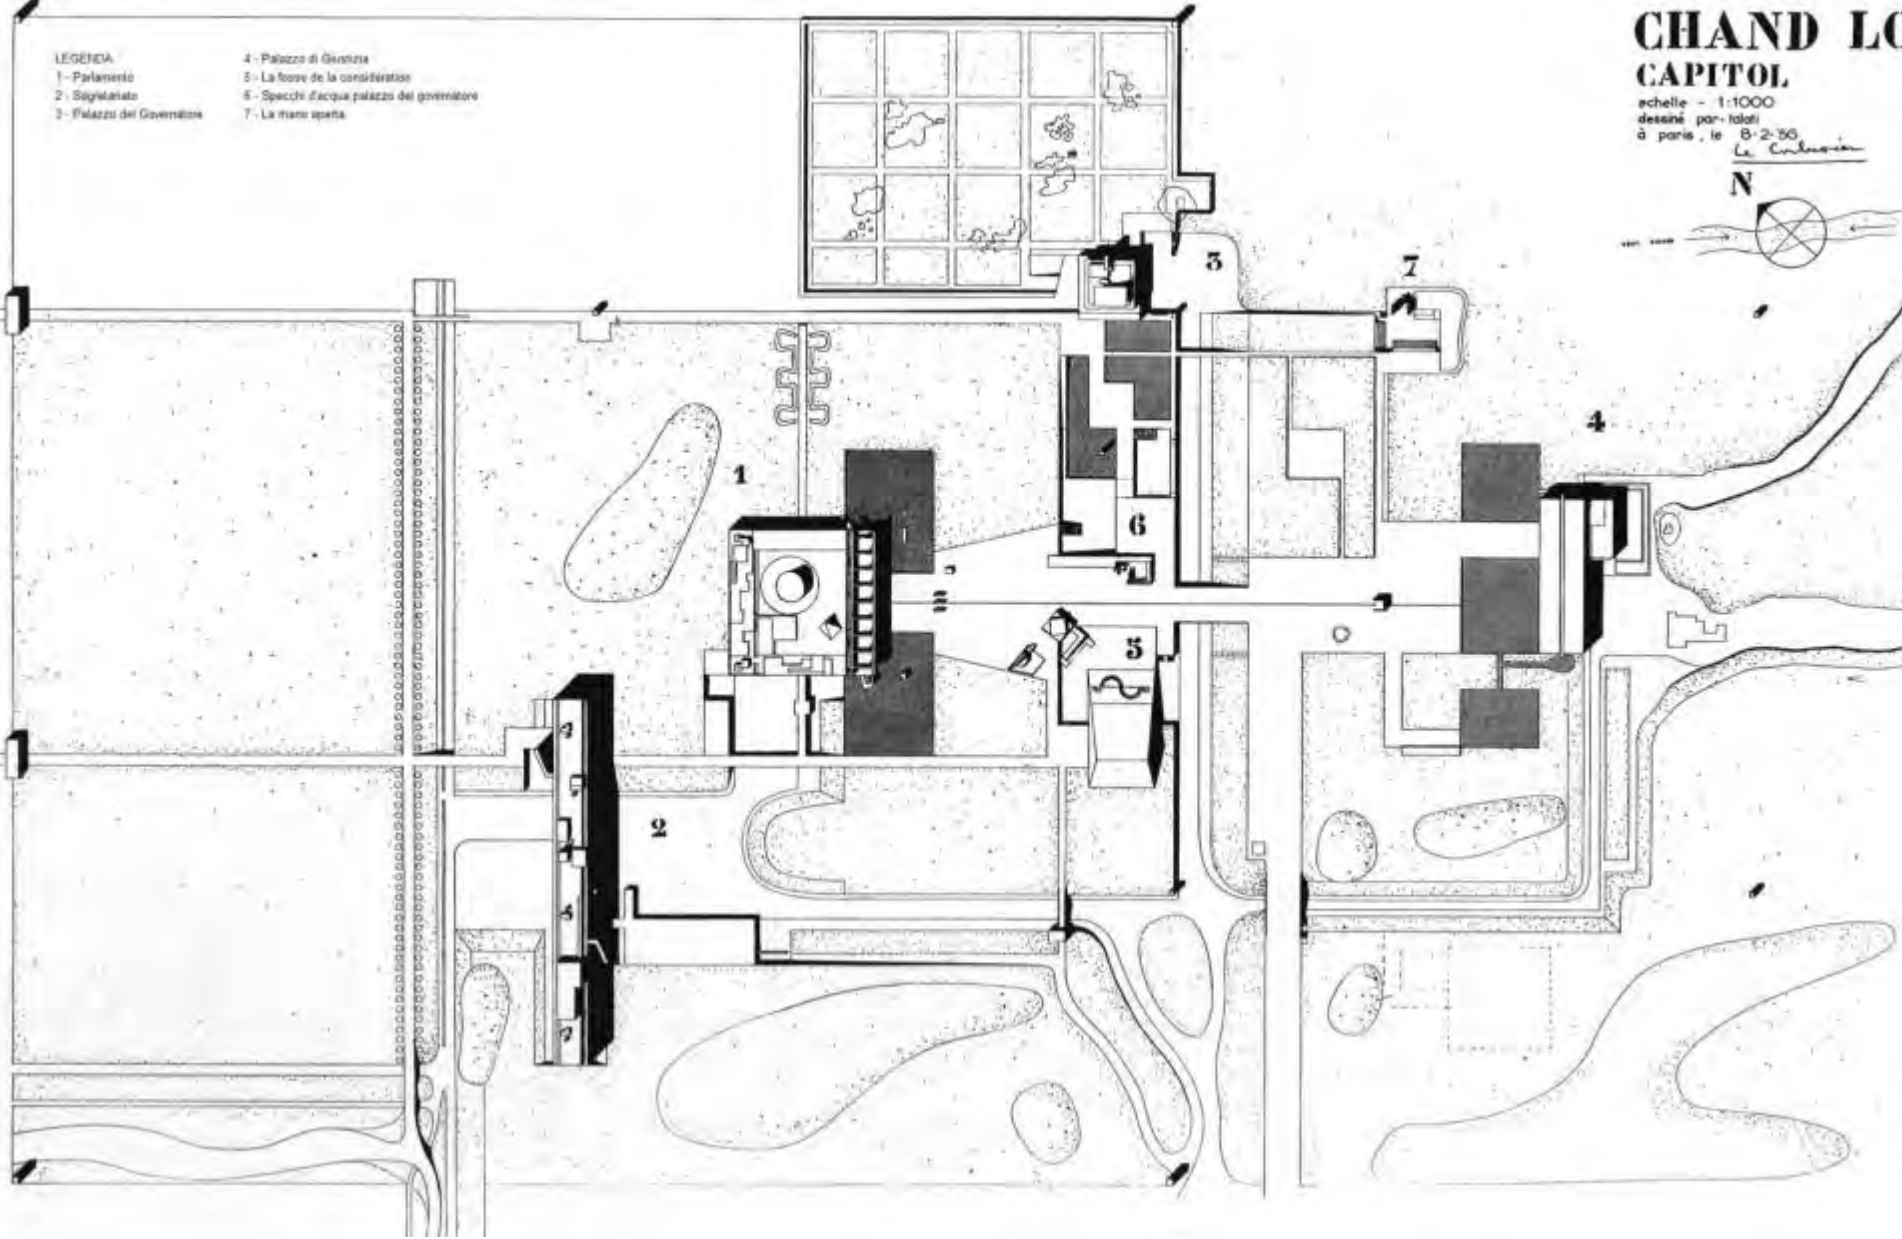 LEGENDA
1 - Parlamento
2 - Segretariato
3 - Palazzo del Governatore
4 - Palazzo di Giustizia
5 - La fosse de la considération
6 - Specchi d'acqua palazzo del governatore
7 - La mano aperta
CHAND LC
CAPITOL
echelle - 1:1000
dessiné par - talati
à paris, le 8-2-56
Le Corbusier
N
3
7
4
1
6
5
2